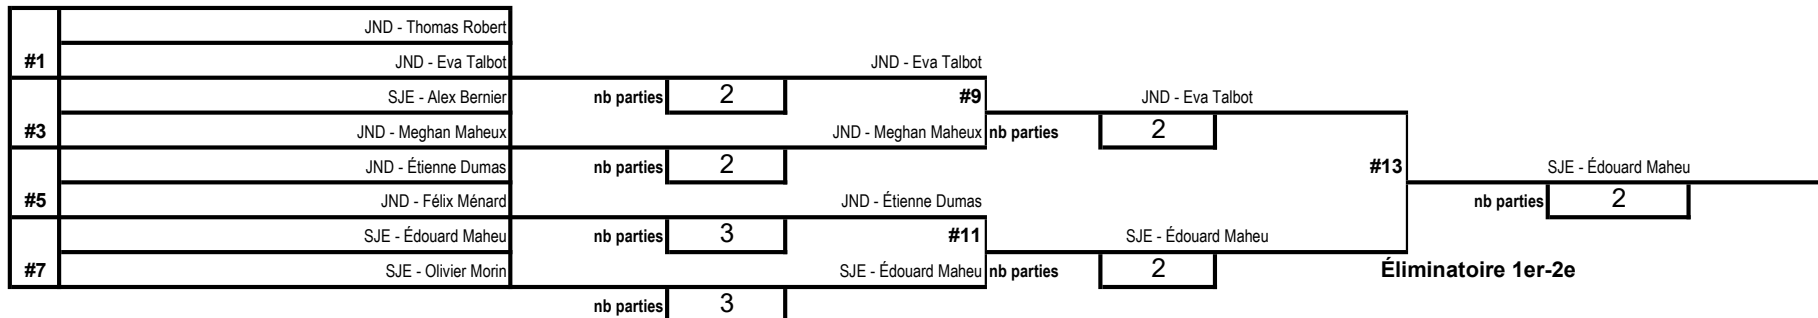 JND - Thomas Robert
#1 JND - Eva Talbot JND - Eva Talbot
SJE - Alex Bernier nb parties 2 #9 JND - Eva Talbot
#3 JND - Meghan Maheux JND - Meghan Maheux nb parties 2
JND - Étienne Dumas nb parties 2 #13 SJE - Édouard Maheu
#5 JND - Félix Ménard JND - Étienne Dumas nb parties 2
SJE - Édouard Maheu nb parties 3 #11 SJE - Édouard Maheu
#7 SJE - Olivier Morin SJE - Édouard Maheu nb parties 2 Éliminatoire 1er-2e
nb parties 3